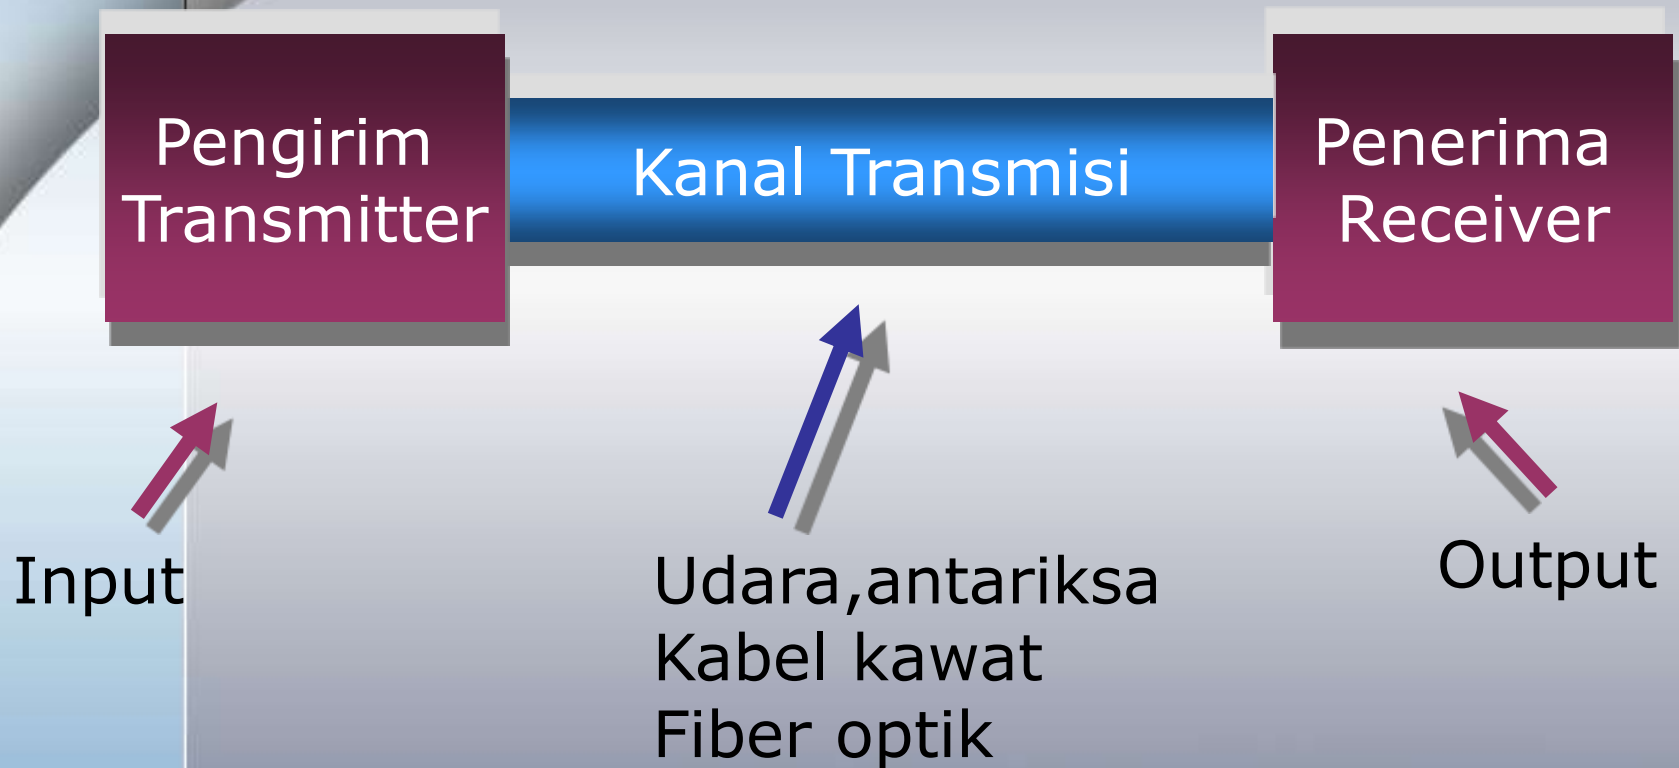 Pengirim
Transmitter
Kanal Transmisi
Penerima
Receiver
Input
Udara,antariksa
Kabel kawat
Fiber optik
Output